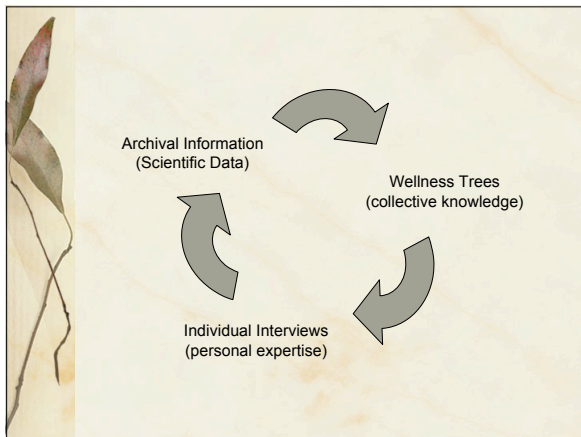 Archival Information
(Scientific Data)
Wellness Trees
(collective knowledge)
Individual Interviews
(personal expertise)